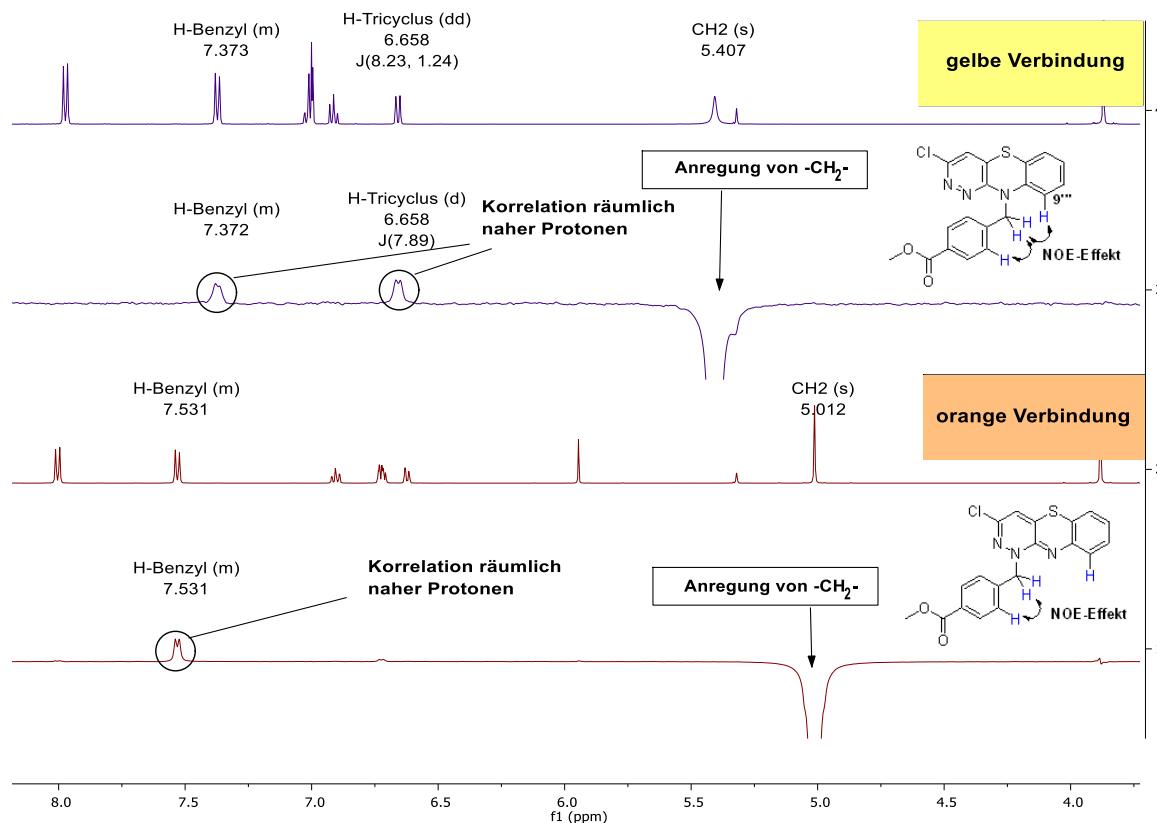 H-Benzyl (m)
7.373
H-Tricyclus (dd)
6.658
J(8.23, 1.24)
CH2 (s)
5.407
gelbe Verbindung
H-Benzyl (m)
7.372
H-Tricyclus (d)
6.658
J(7.89)
Korrelation räumlich
naher Protonen
Anregung von -CH2-
Cl
S
N
N
N
9'''
H
H
H
H
O
O
NOE-Effekt
H-Benzyl (m)
7.531
CH2 (s)
5.012
orange Verbindung
H-Benzyl (m)
7.531
Korrelation räumlich
naher Protonen
Anregung von -CH2-
Cl
S
N
N
N
H
H
H
H
O
O
NOE-Effekt
8.0 7.5 7.0 6.5 6.0 5.5 5.0 4.5 4.0
f1 (ppm)